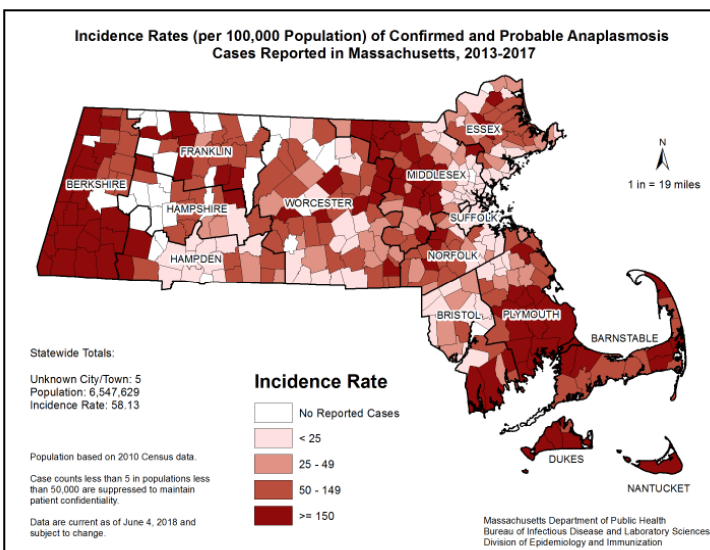 Incidence Rates (per 100,000 Population) of Confirmed and Probable Anaplasmosis
Cases Reported in Massachusetts, 2013-2017
ESSEX
N
1 in = 19 miles
FRANKLIN
MIDDLESEX
BERKSHIRE
HAMPSHIRE
WORCESTER
SUFFOLK
HAMPDEN
NORFOLK
BRISTOL
PLYMOUTH
BARNSTABLE
DUKES
NANTUCKET
Statewide Totals:
Unknown City/Town: 5
Population: 6,547,629
Incidence Rate: 58.13
Population based on 2010 Census data.
Case counts less than 5 in populations less
than 50,000 are suppressed to maintain
patient confidentiality.
Data are current as of June 4, 2018 and
subject to change.
Incidence Rate
No Reported Cases
< 25
25 - 49
50 - 149
>= 150
Massachusetts Department of Public Health
Bureau of Infectious Disease and Laboratory Sciences
Division of Epidemiology and Immunization